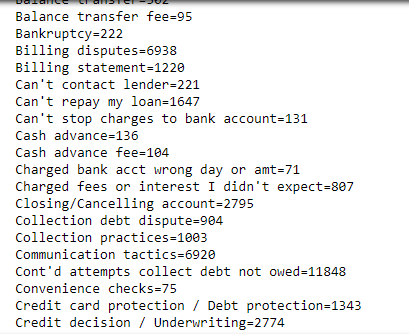 Balance transfer=502
Balance transfer fee=95
Bankruptcy=222
Billing disputes=6938
Billing statement=1220
Can't contact lender=221
Can't repay my loan=1647
Can't stop charges to bank account=131
Cash advance=136
Cash advance fee=104
Charged bank acct wrong day or amt=71
Charged fees or interest I didn't expect=807
Closing/Cancelling account=2795
Collection debt dispute=904
Collection practices=1003
Communication tactics=6920
Cont'd attempts collect debt not owed=11848
Convenience checks=75
Credit card protection / Debt protection=1343
Credit decision / Underwriting=2774